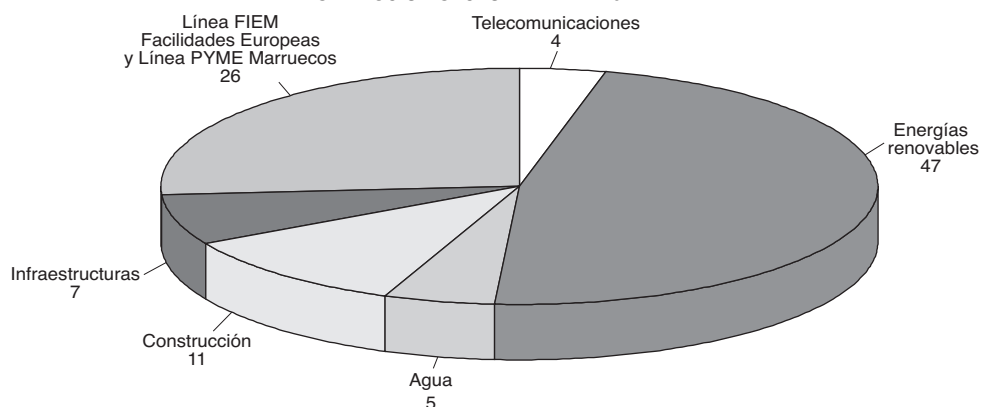 Línea FIEM
Facilidades Europeas
y Línea PYME Marruecos
26
Telecomunicaciones
4
Energías
renovables
47
Infraestructuras
7
Construcción
11
Agua
5